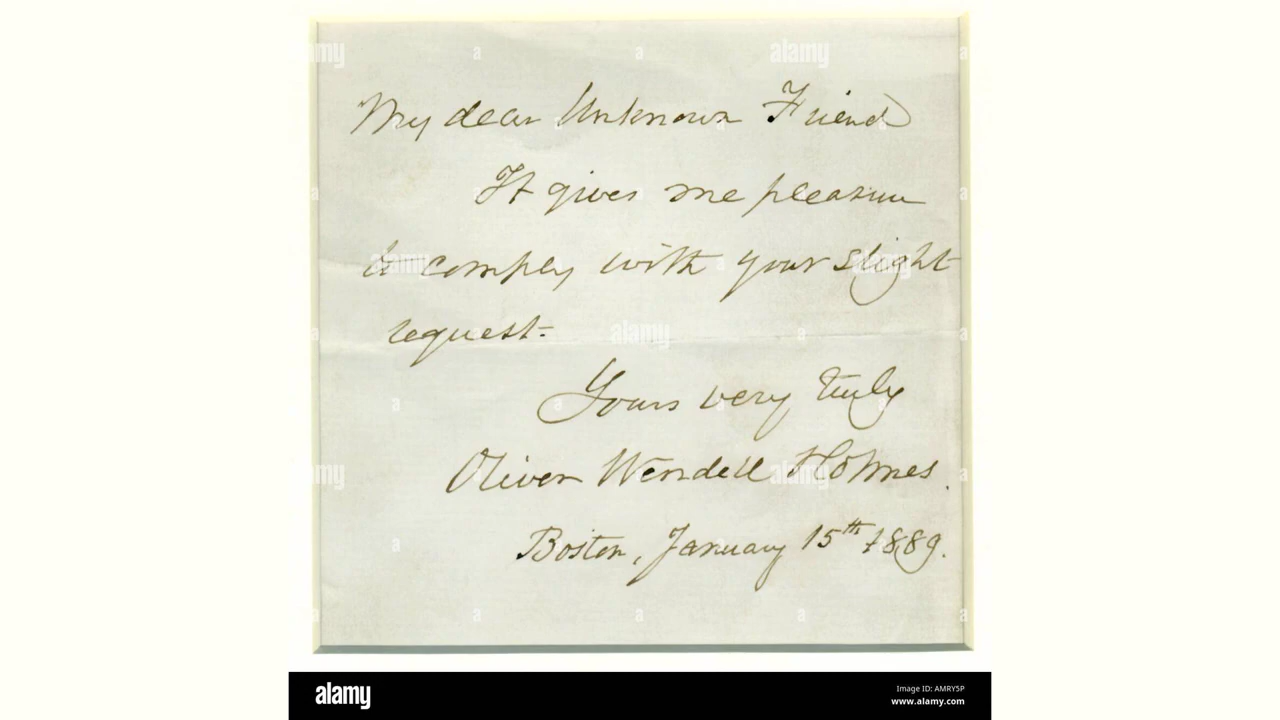 My dear Unknown Friend
It gives me pleasure
to comply with your slight
request.
Yours very truly
Oliver Wendell Holmes.
Boston, January 15th 1889.
alamy
Image ID: AMRY5P
www.alamy.com